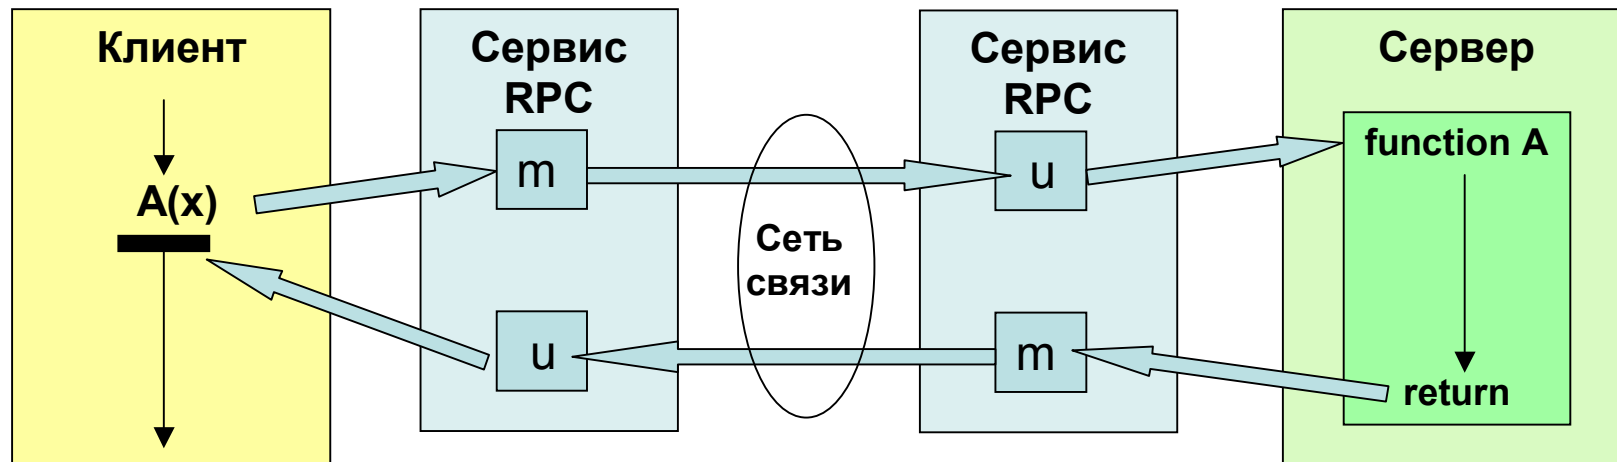 Клиент
A(x)
Сервис
RPC
m
u
Сеть
связи
Сервис
RPC
u
m
Сервер
function A
return